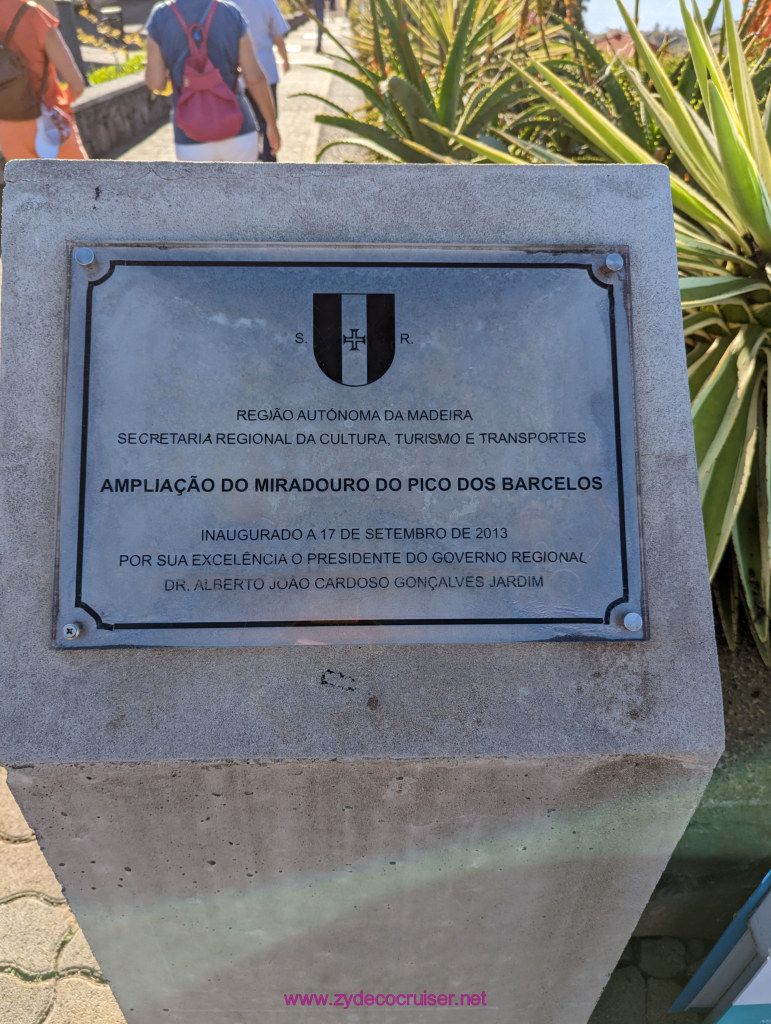 S. R.
REGIÃO AUTÓNOMA DA MADEIRA
SECRETARIA REGIONAL DA CULTURA, TURISMO E TRANSPORTES
AMPLIAÇÃO DO MIRADOURO DO PICO DOS BARCELOS
INAUGURADO A 17 DE SETEMBRO DE 2013
POR SUA EXCELÊNCIA O PRESIDENTE DO GOVERNO REGIONAL
DR. ALBERTO JOÃO CARDOSO GONÇALVES JARDIM
www.zydecocruiser.net